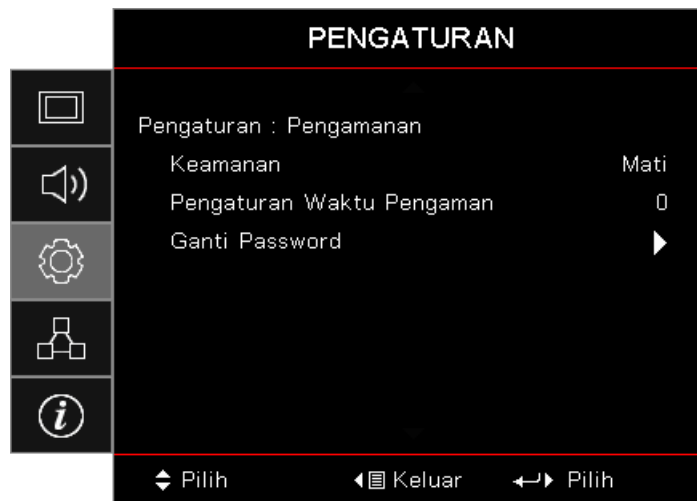 PENGATURAN
Pengaturan : Pengamanan
Keamanan Mati
Pengaturan Waktu Pengaman 0
Ganti Password
Pilih Keluar Pilih